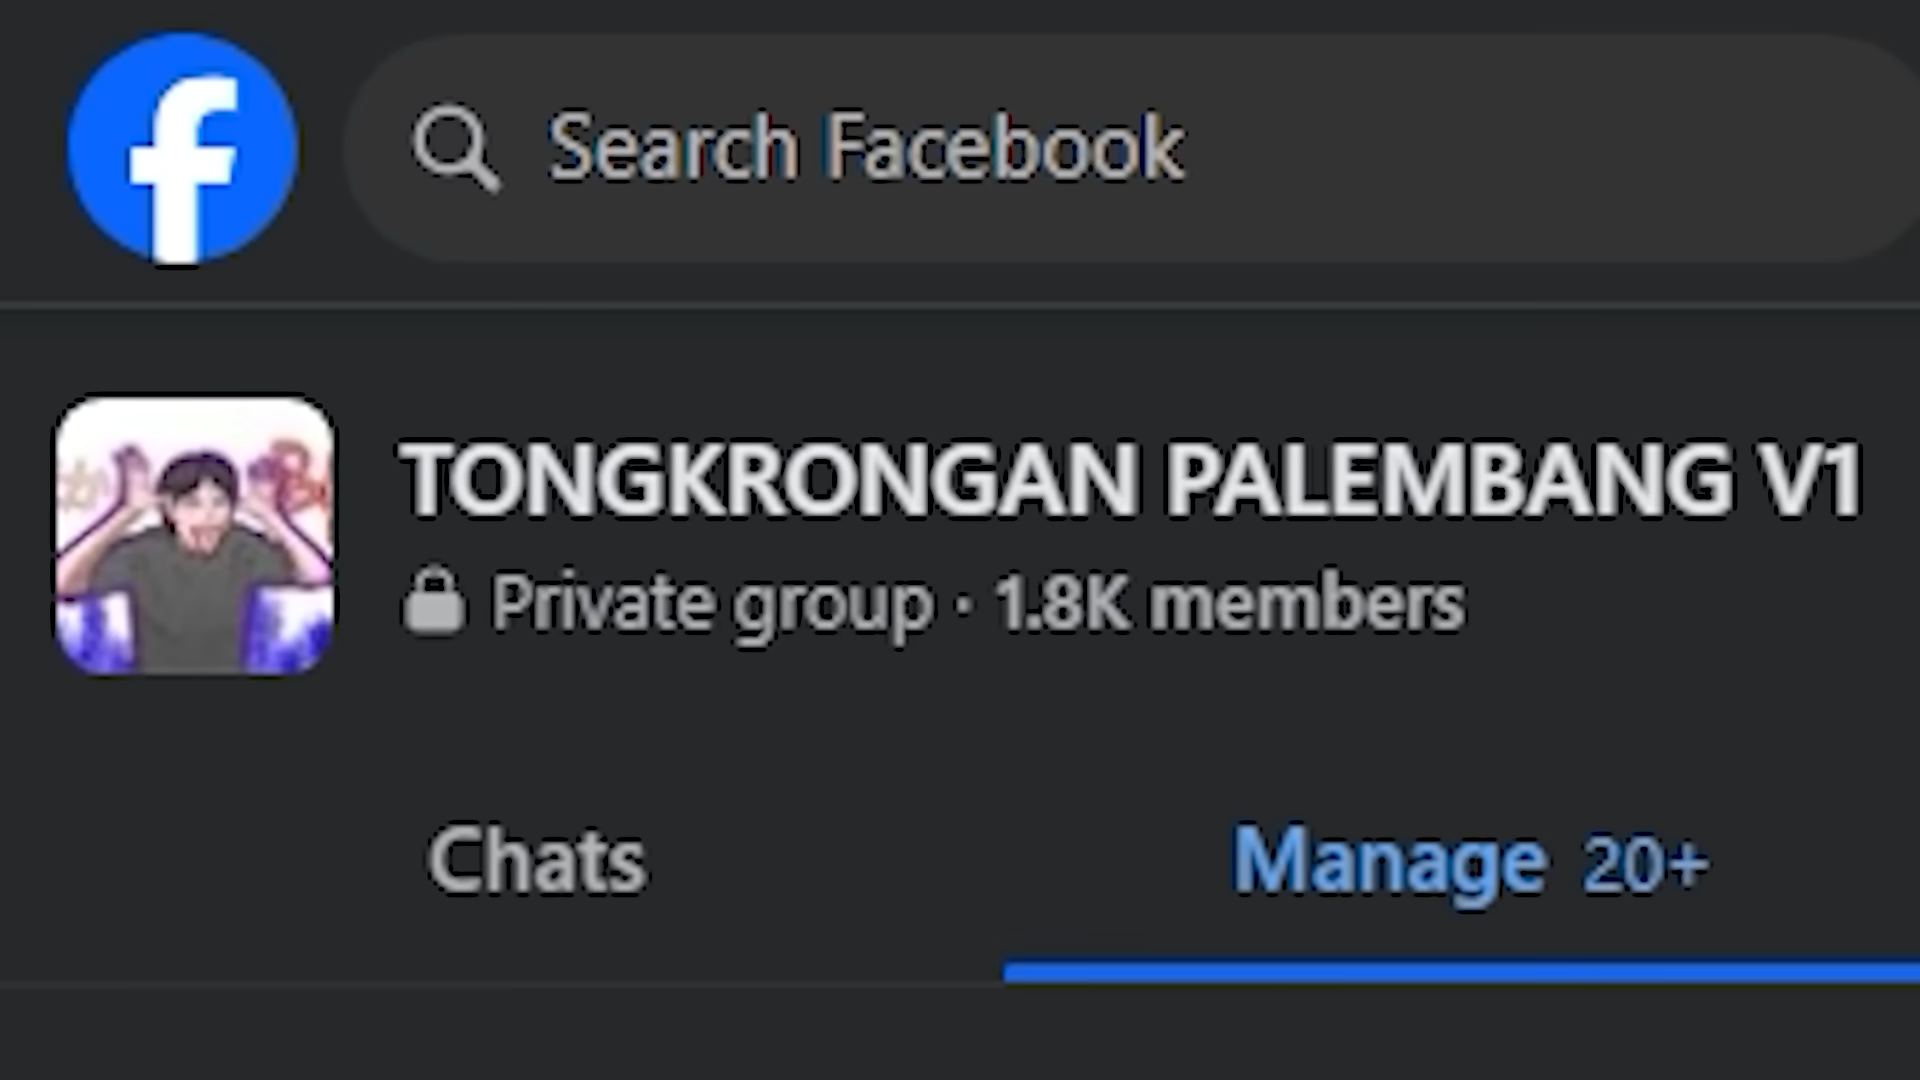 Search Facebook
TONGKRONGAN PALEMBANG V1
Private group · 1.8K members
Chats
Manage 20+